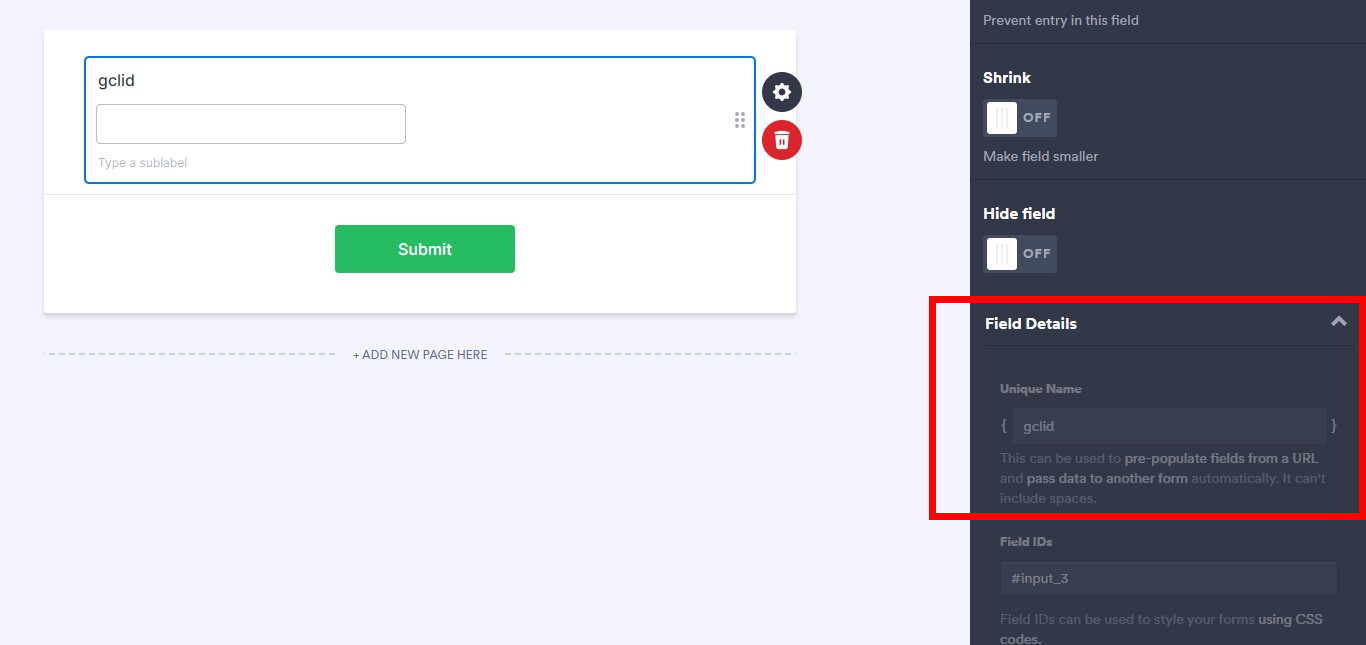 gclid
Type a sublabel
Submit
+ ADD NEW PAGE HERE
Prevent entry in this field
Shrink
OFF
Make field smaller
Hide field
OFF
Field Details
Unique Name
{ gclid }
This can be used to pre-populate fields from a URL
and pass data to another form automatically. It can't
include spaces.
Field IDs
#input_3
Field IDs can be used to style your forms using CSS
codes.